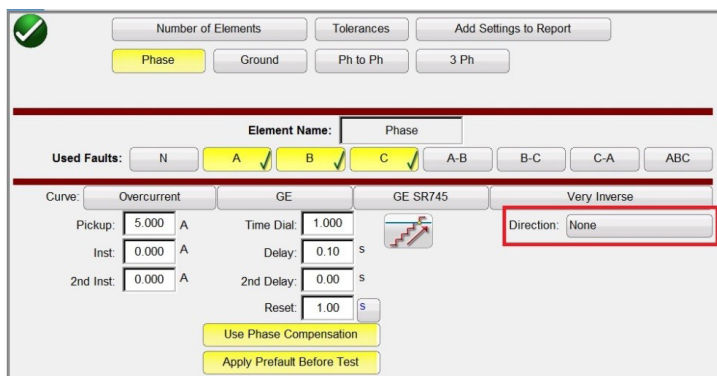 Number of Elements Tolerances Add Settings to Report
Phase Ground Ph to Ph 3 Ph
Element Name: Phase
Used Faults: N A B C A-B B-C C-A ABC
Curve: Overcurrent GE GE SR745 Very Inverse
Pickup: 5.000 A Time Dial: 1.000 Direction: None
Inst: 0.000 A Delay: 0.10 s
2nd Inst: 0.000 A 2nd Delay: 0.00 s
Reset: 1.00 s
Use Phase Compensation
Apply Prefault Before Test